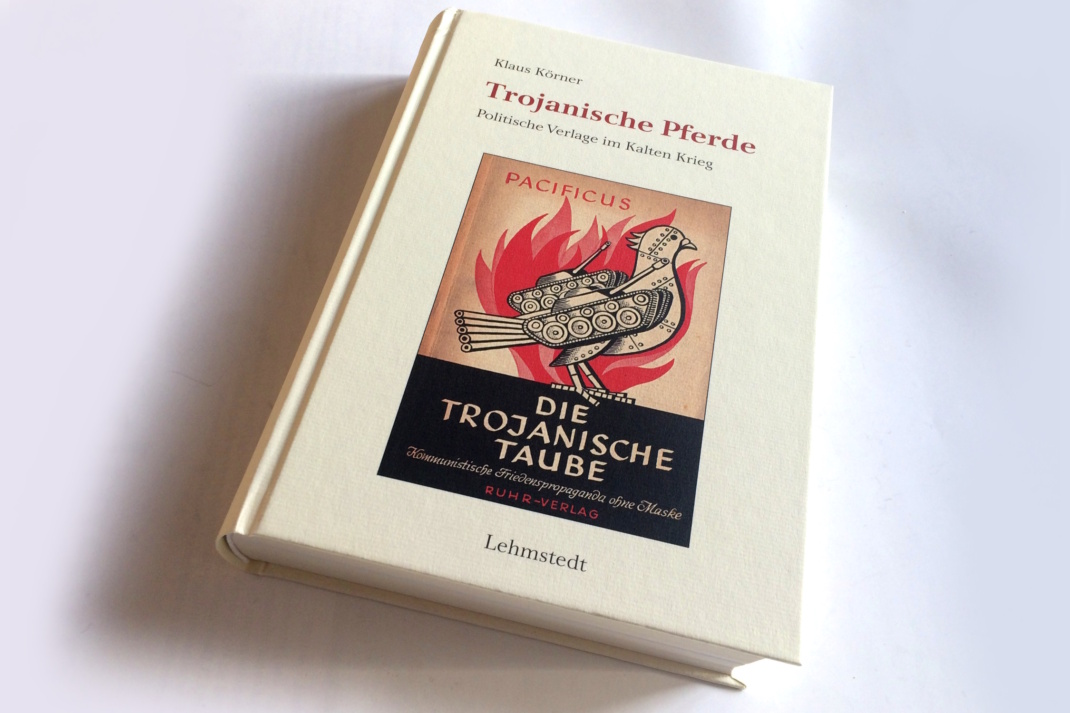 Klaus Körner
Trojanische Pferde
Politische Verlage im Kalten Krieg
PACIFICUS
DIE
TROJANISCHE
TAUBE
Kommunistische Friedenspropaganda ohne Maske
RUHR-VERLAG
Lehmstedt